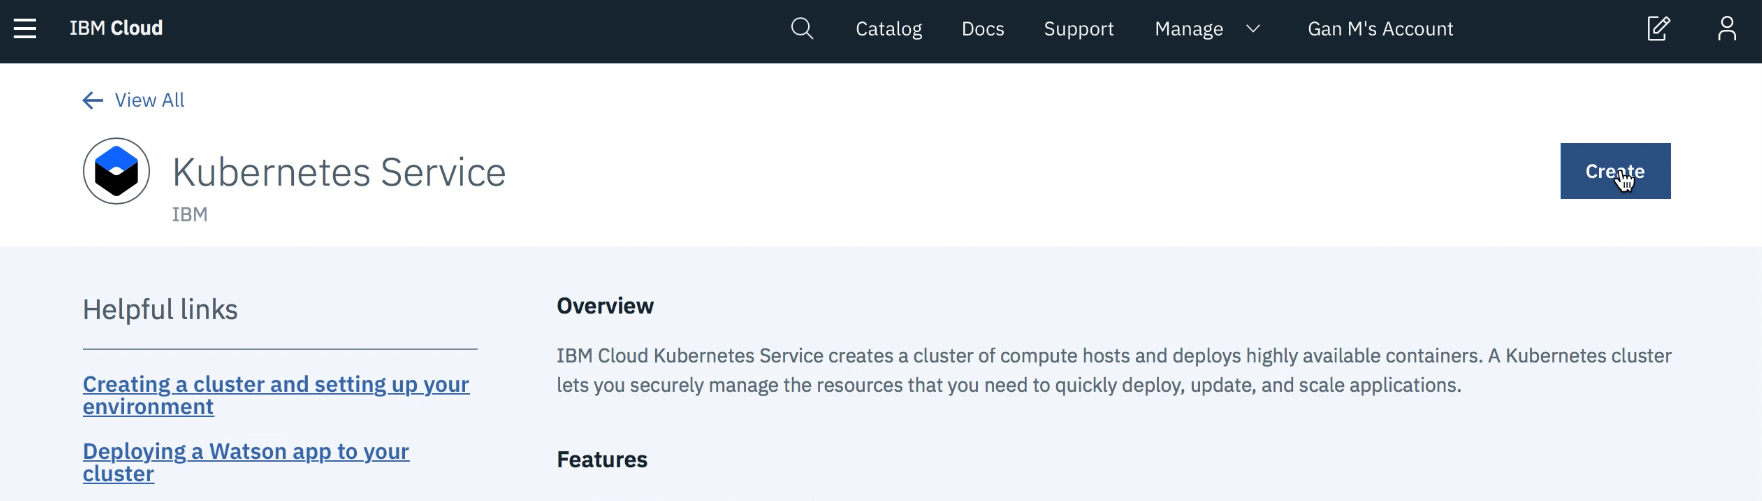 IBM Cloud
Catalog
Docs
Support
Manage
Gan M's Account
View All
Kubernetes Service
IBM
Create
Helpful links
Creating a cluster and setting up your
environment
Deploying a Watson app to your
cluster
Overview
IBM Cloud Kubernetes Service creates a cluster of compute hosts and deploys highly available containers. A Kubernetes cluster
lets you securely manage the resources that you need to quickly deploy, update, and scale applications.
Features